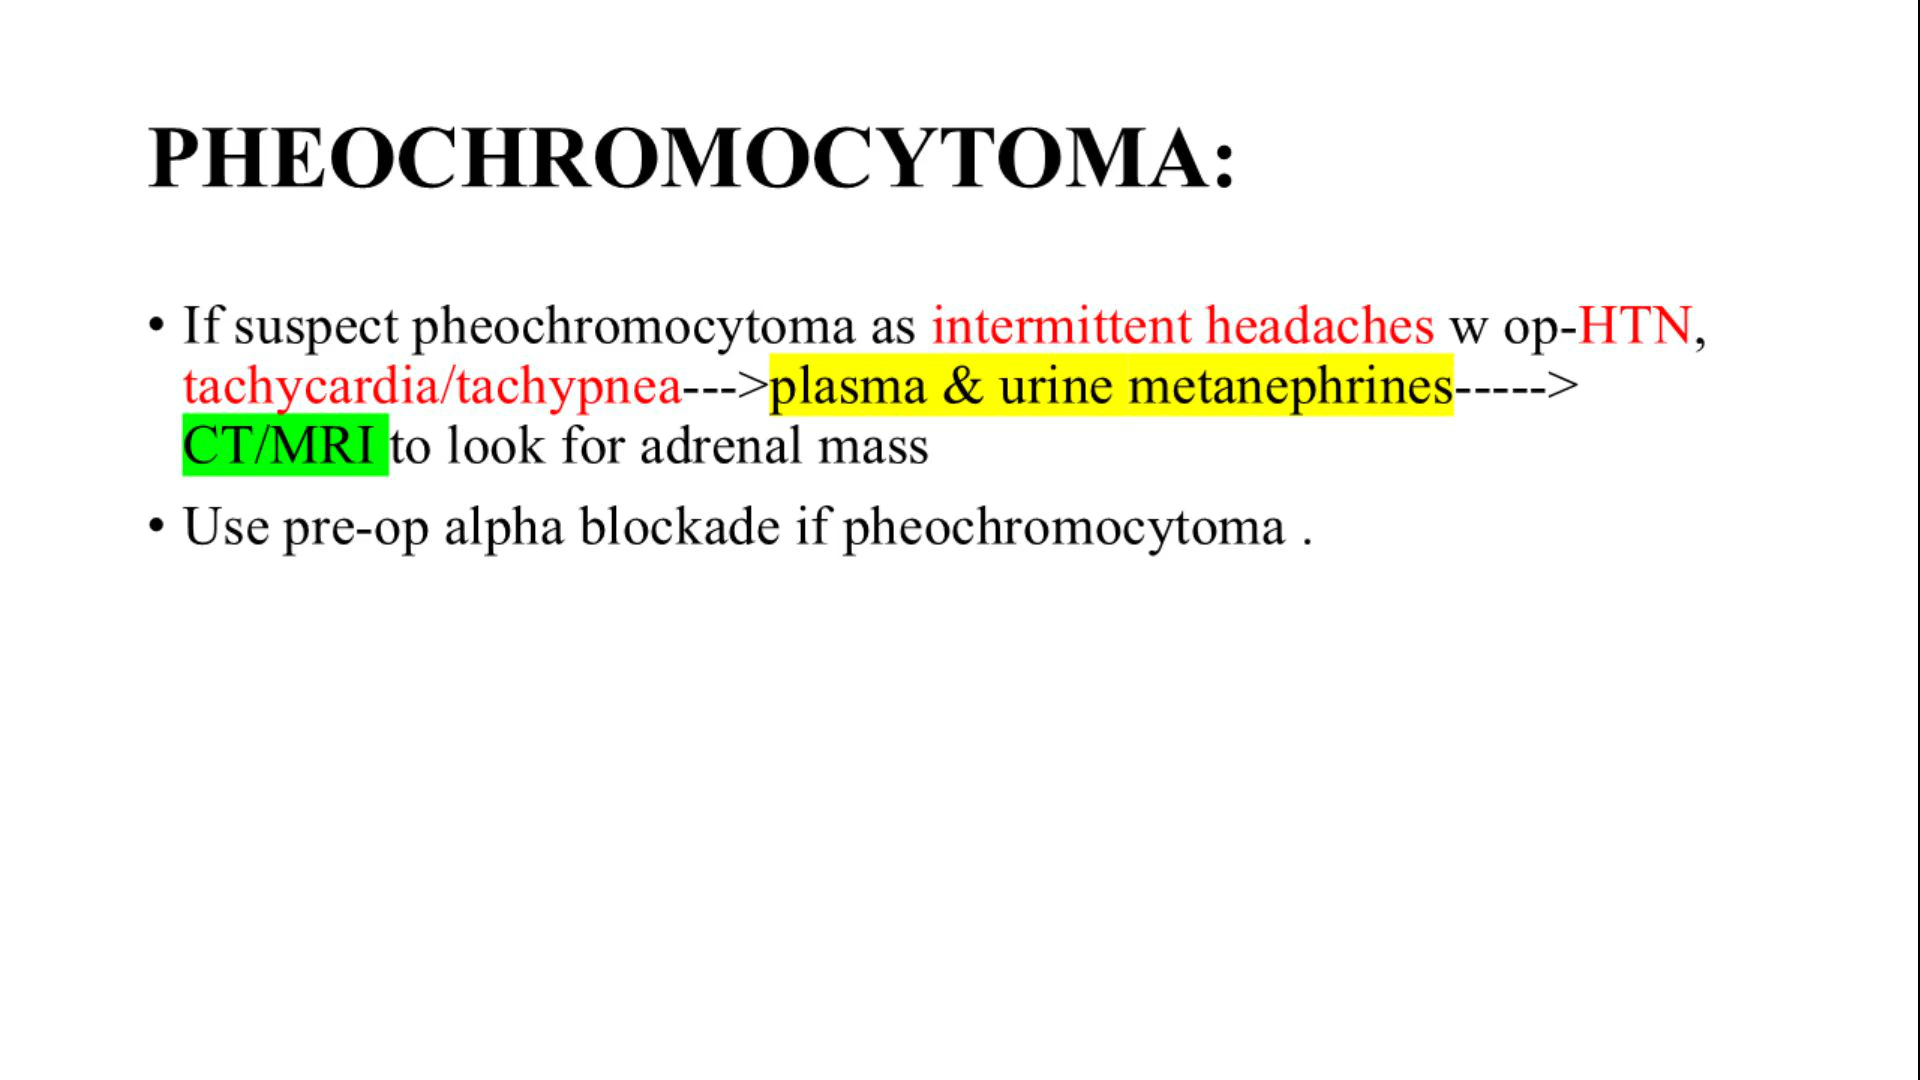 PHEOCHROMOCYTOMA:
• If suspect pheochromocytoma as intermittent headaches w op-HTN,
tachycardia/tachypnea--->plasma & urine metanephrines----->
CT/MRI to look for adrenal mass
• Use pre-op alpha blockade if pheochromocytoma .